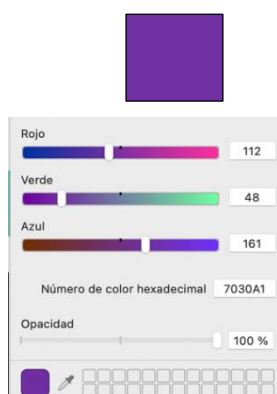 Rojo
112
Verde
48
Azul
161
Número de color hexadecimal 7030A1
Opacidad
100 %